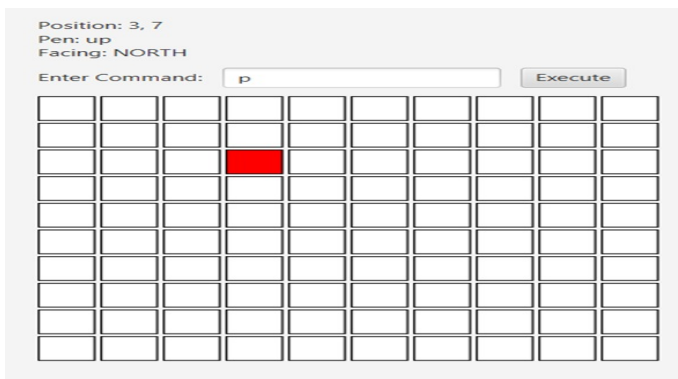 Position: 3, 7
Pen: up
Facing: NORTH
Enter Command: p Execute